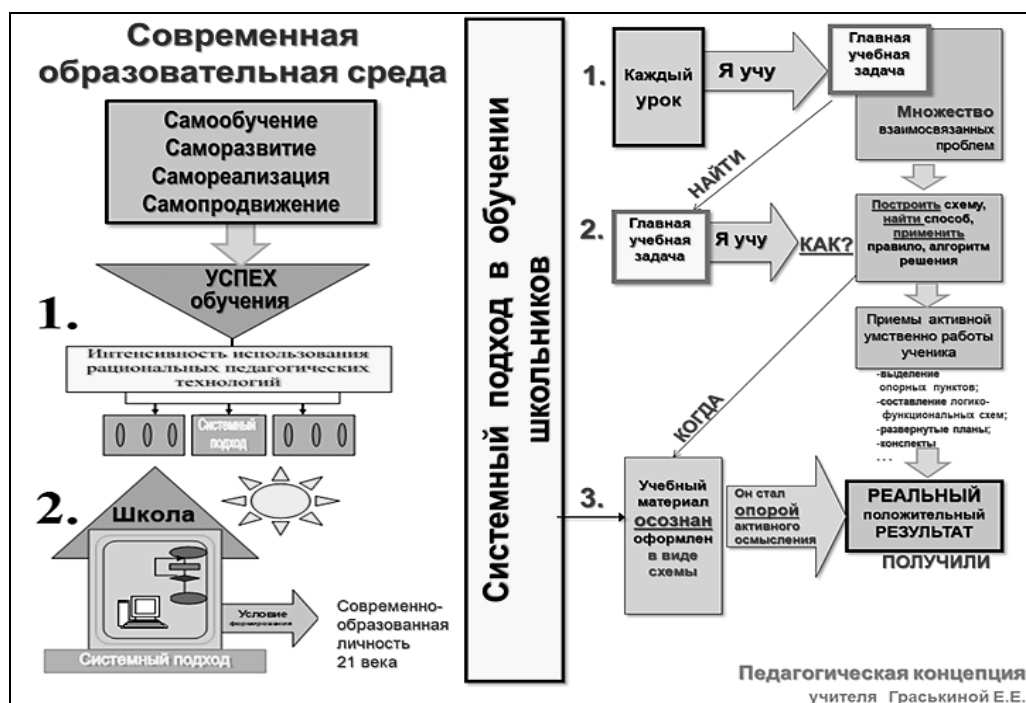 Современная
образовательная среда
Самообучение
Саморазвитие
Самореализация
Самопродвижение
УСПЕХ
обучения
1.
Интенсивность использования
рациональных педагогических
технологий
0 0 0
Системный
подход
0 0 0
2.
Школа
Условие
формирования
Современно-
образованная
личность
21 века
Системный подход
Системный подход в обучении
школьников
1.
Каждый
урок
Я учу
Главная
учебная
задача
Множество
взаимосвязанных
проблем
НАЙТИ
2.
Главная
учебная
задача
Я учу
КАК?
Построить схему,
найти способ,
применить
правило, алгоритм
решения
Приемы активной
умственно работы
ученика
-выделение
опорных пунктов;
-составление логико-
функциональных схем;
-развернутые планы;
-конспекты
. . .
КОГДА
3.
Учебный
материал
осознан
оформлен
в виде
схемы
Он стал
опорой
активного
осмысления
РЕАЛЬНЫЙ
положительный
РЕЗУЛЬТАТ
ПОЛУЧИЛИ
Педагогическая концепция
учителя Граськиной Е.Е.